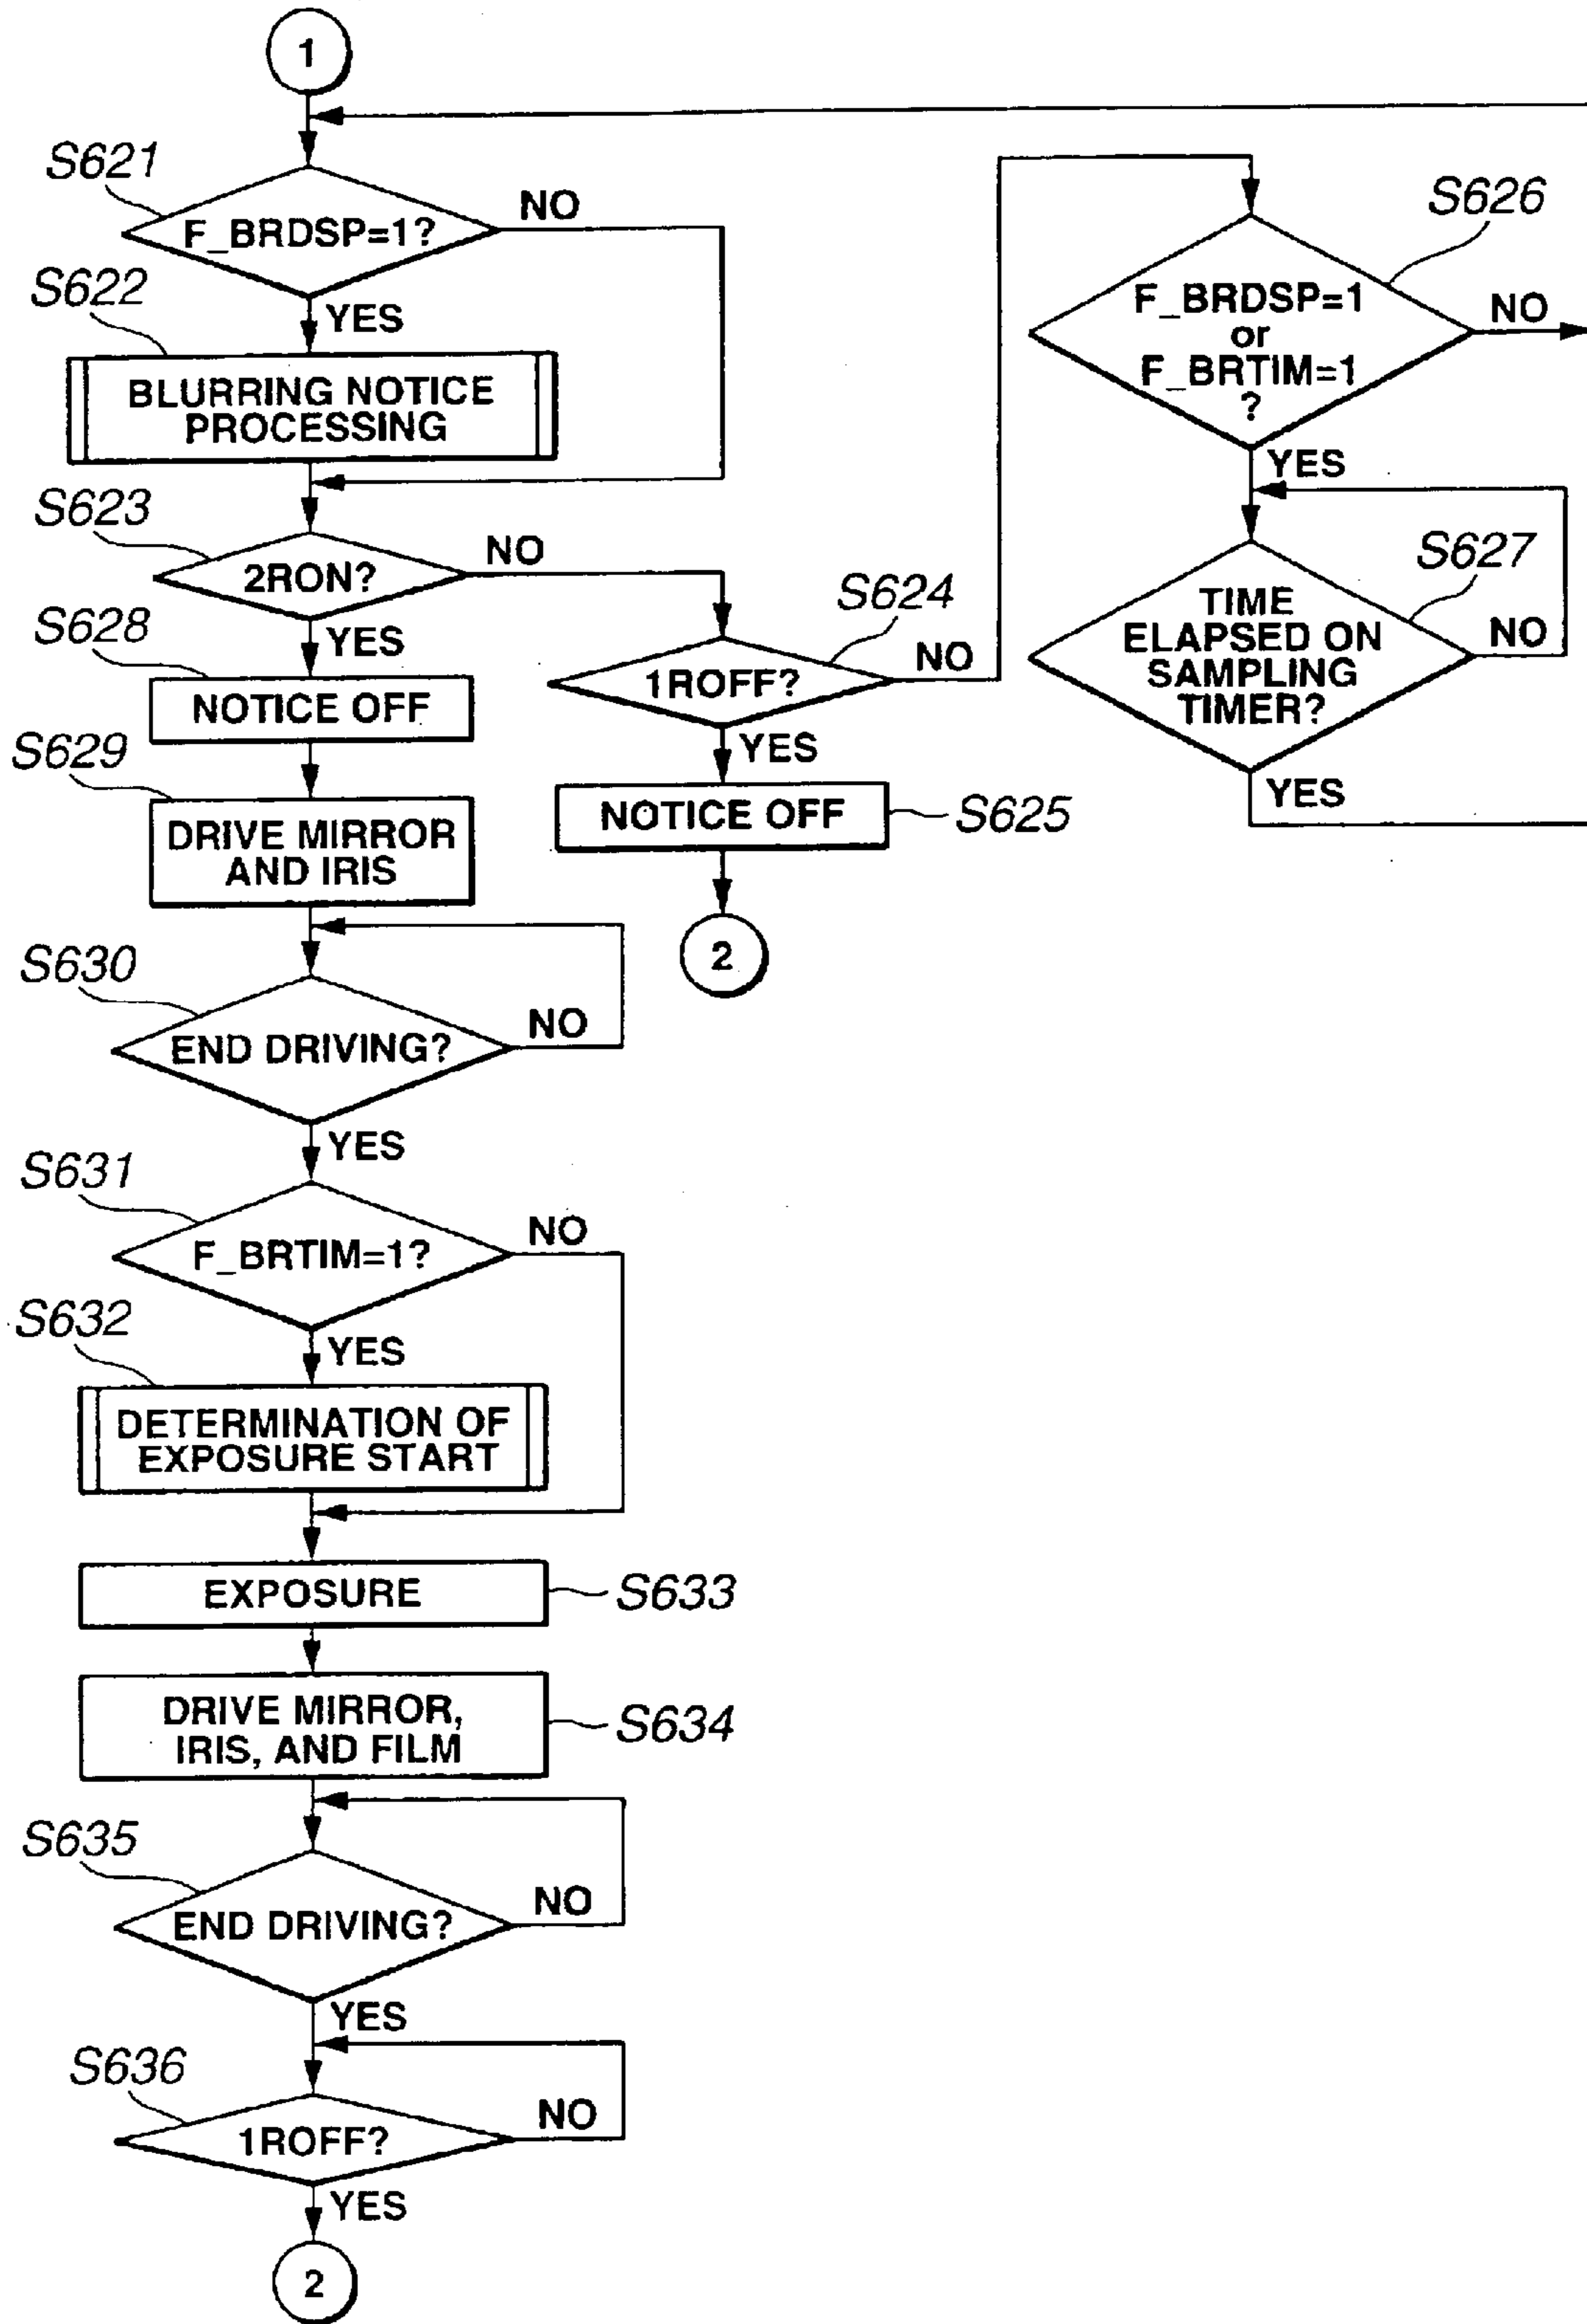 1
S621
F_BRDSP=1?
NO
YES
S622
BLURRING NOTICE
PROCESSING
S623
2RON?
NO
YES
S624
1ROFF?
NO
YES
NOTICE OFF
S625
2
S626
F_BRDSP=1
or
F_BRTIM=1
?
NO
YES
S627
TIME
ELAPSED ON
SAMPLING
TIMER?
NO
YES
S628
NOTICE OFF
S629
DRIVE MIRROR
AND IRIS
S630
END DRIVING?
NO
YES
S631
F_BRTIM=1?
NO
YES
S632
DETERMINATION OF
EXPOSURE START
EXPOSURE
S633
DRIVE MIRROR,
IRIS, AND FILM
S634
S635
END DRIVING?
NO
YES
S636
1ROFF?
NO
YES
2